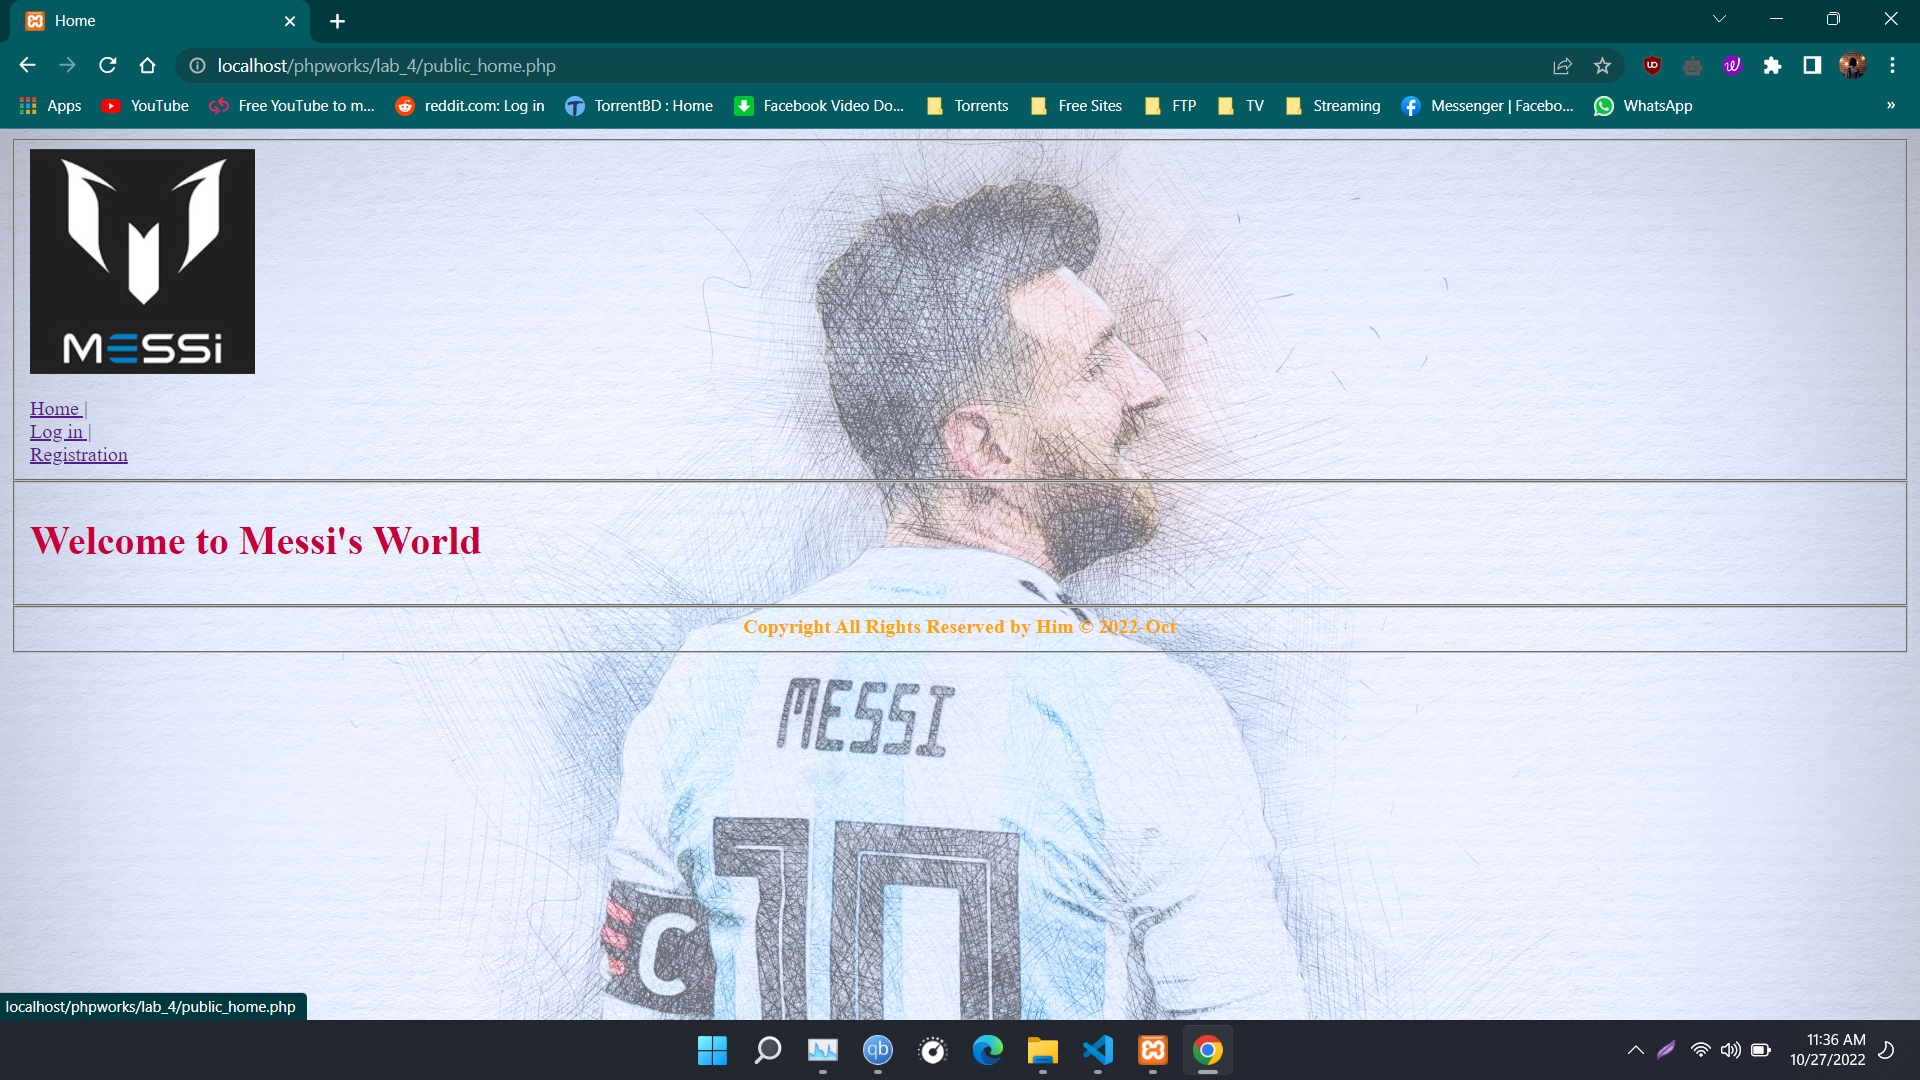 Home
localhost/phpworks/lab_4/public_home.php
Apps YouTube Free YouTube to m... reddit.com: Log in TorrentBD : Home Facebook Video Do... Torrents Free Sites FTP TV Streaming Messenger | Facebo... WhatsApp »
MESSi
Home |
Log in |
Registration
Welcome to Messi's World
Copyright All Rights Reserved by Him © 2022-Oct
MESSI
10
C
localhost/phpworks/lab_4/public_home.php
qb
11:36 AM
10/27/2022